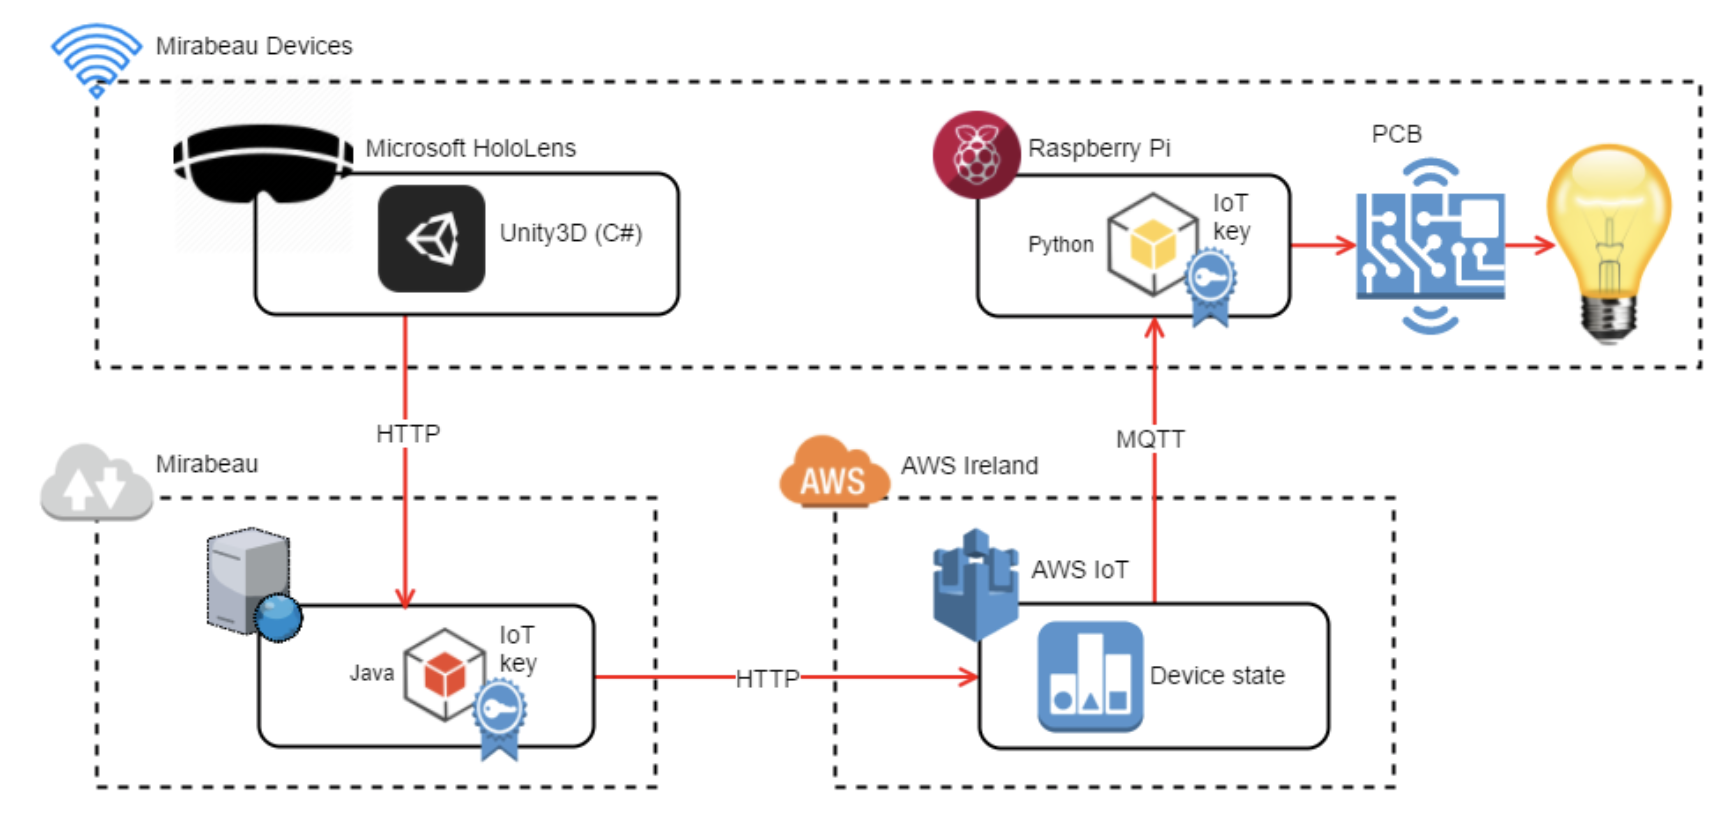 Mirabeau Devices
Microsoft HoloLens
Unity3D (C#)
Raspberry Pi
Python
IoT
key
PCB
HTTP
MQTT
Mirabeau
Java
IoT
key
HTTP
AWS
AWS Ireland
AWS IoT
Device state